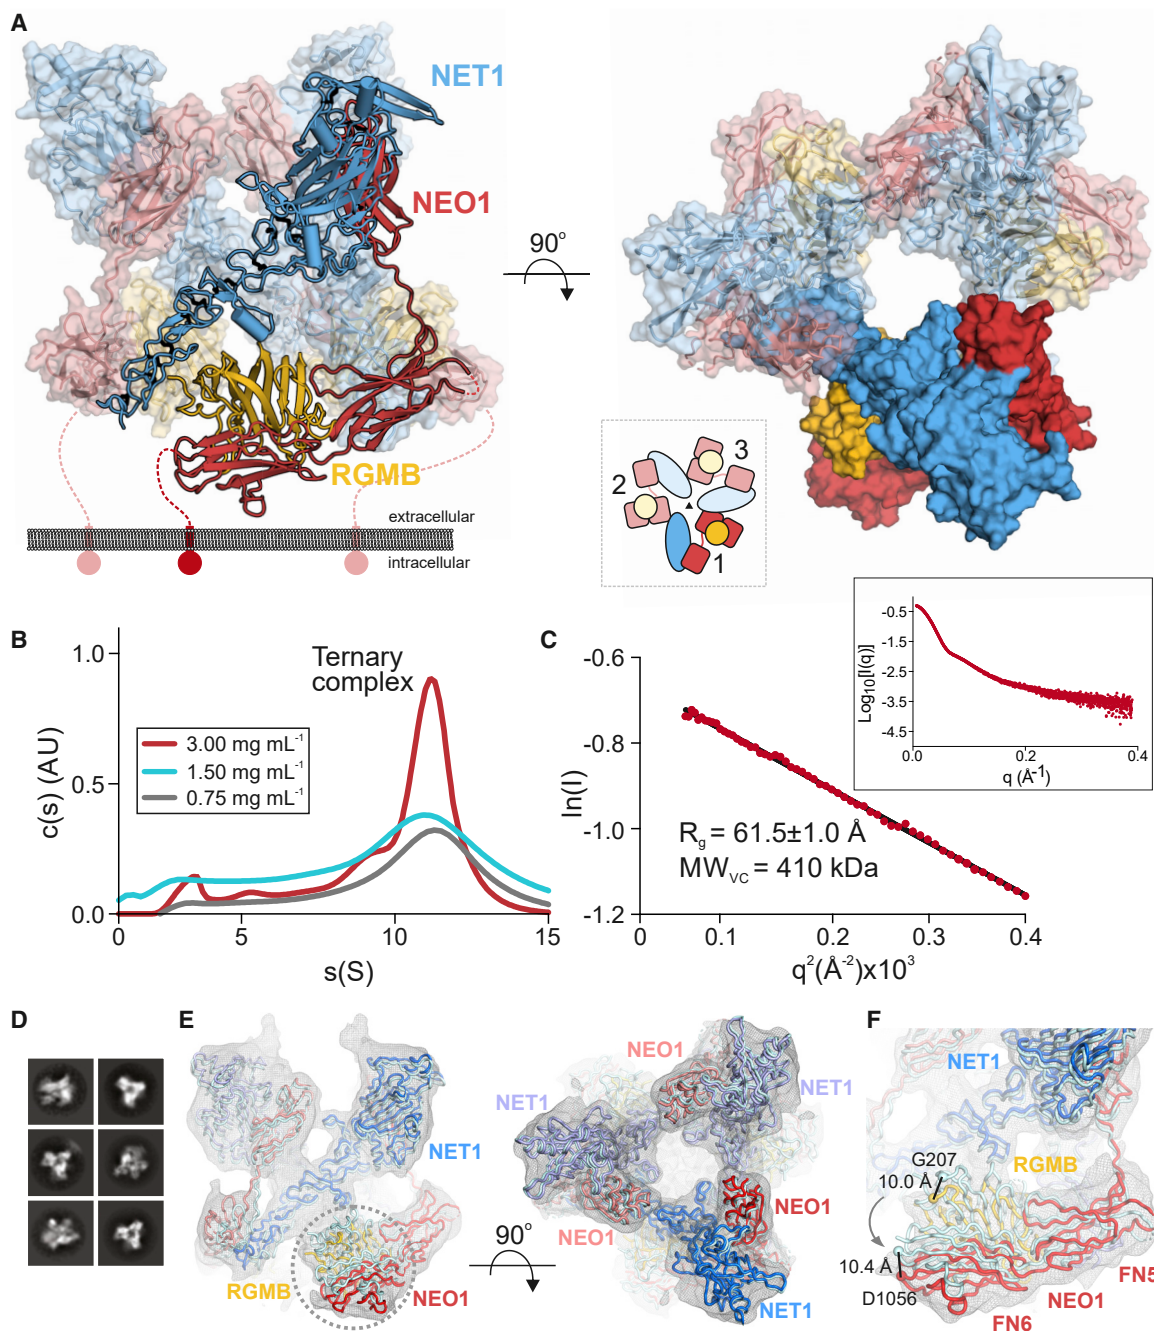 A
NET1
NEO1
RGMB
extracellular
intracellular
90°
1
2
3
B
c(s) (AU)
1.0
0.5
0.0
Ternary
complex
3.00 mg mL⁻¹
1.50 mg mL⁻¹
0.75 mg mL⁻¹
0
5
10
15
s(S)
C
ln(I)
-0.6
-0.8
-1.0
-1.2
Rg = 61.5±1.0 Å
MWVC = 410 kDa
0
0.1
0.2
0.3
0.4
q²(Å⁻²)x10³
Log10[I(q)]
-0.5
-1.5
-2.5
-3.5
-4.5
0
0.2
0.4
q (Å⁻¹)
D
E
NET1
RGMB
NEO1
90°
NEO1
NET1
NET1
NEO1
NEO1
NET1
F
NET1
G207
10.0 Å
RGMB
10.4 Å
D1056
NEO1
FN5
FN6